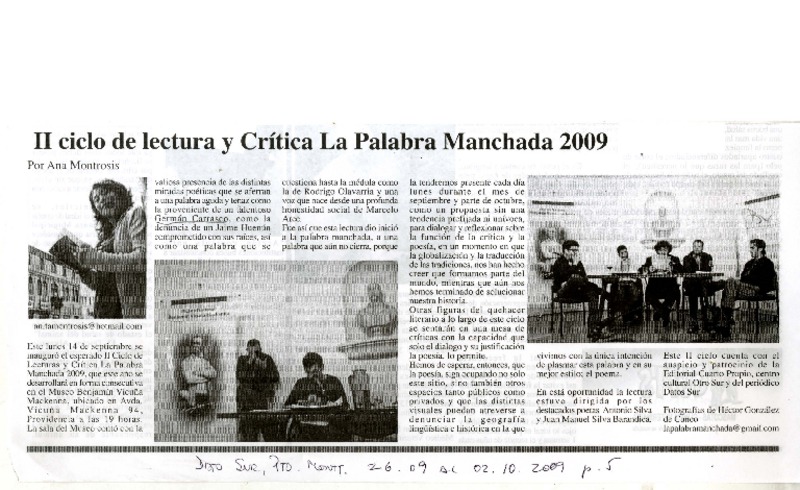 II ciclo de lectura y Crítica La Palabra Manchada 2009
Por Ana Montrosis
anitamontrosis@hotmail.com
Este lunes 14 de septiembre se
inauguró el esperado II Ciclo de
Lecturas y Crítica La Palabra
Manchada 2009, que este año se
desarrollará en forma consecutiva
en el Museo Benjamín Vicuña
Mackenna, ubicado en Avda.
Vicuña Mackenna 94,
Providencia a las 19 horas.
La sala del Museo contó con la
valiosa presencia de las distintas
miradas poéticas que se aferran
a una palabra aguda y tenaz como
la proveniente de un talentoso
Germán Carrasco, como la
denuncia de un Jaime Huenún
comprometido con sus raíces, así
como una palabra que se
cuestiona hasta la médula como
la de Rodrigo Olavarría y una
voz que nace desde una profunda
honestidad social de Marcelo
Arce.
Fue así que esta lectura dio inició
a la palabra manchada, a una
palabra que aún no cierra, porque
la tendremos presente cada día
lunes durante el mes de
septiembre y parte de octubre,
como un propuesta sin una
tendencia prefijada ni unívora,
para dialogar y reflexionar sobre
la función de la crítica y la
poesía, en un momento en que
la globalización y la traducción
de las tradiciones, nos han hecho
creer que formamos parte del
mundo, mientras que aún nos
hemos terminado de solucionar
nuestra historia.
Otras figuras del quehacer
literario a lo largo de este ciclo
se sentarán en una mesa de
críticas con la capacidad que
solo el dialogo y su justificación
la poesía, lo permito.
Hemos de esperar, entonces, que
la poesía, siga ocupando no solo
este sitio, sino también otros
espacios tanto públicos como
privados y que las distintas
visuales puedan atreverse a
denunciar la geografía
lingüística e histórica en la que
vivimos con la única intención
de plasmar esta palabra y en su
mejor estilo; el poema.
En está oportunidad la lectura
estuvo dirigida por los
destacados poetas Antonio Silva
y Juan Manuel Silva Barandica.
Este II ciclo cuenta con el
auspicio y patrocinio de la
Editorial Cuarto Propio, centro
cultural Otro Sur y del periódico
Datos Sur
Fotografías de Héctor González
de Cunco
lapalabramanchada@gmail.com
Dato Sur, Pto. Montt. 26.09 al 02.10.2009 p.5